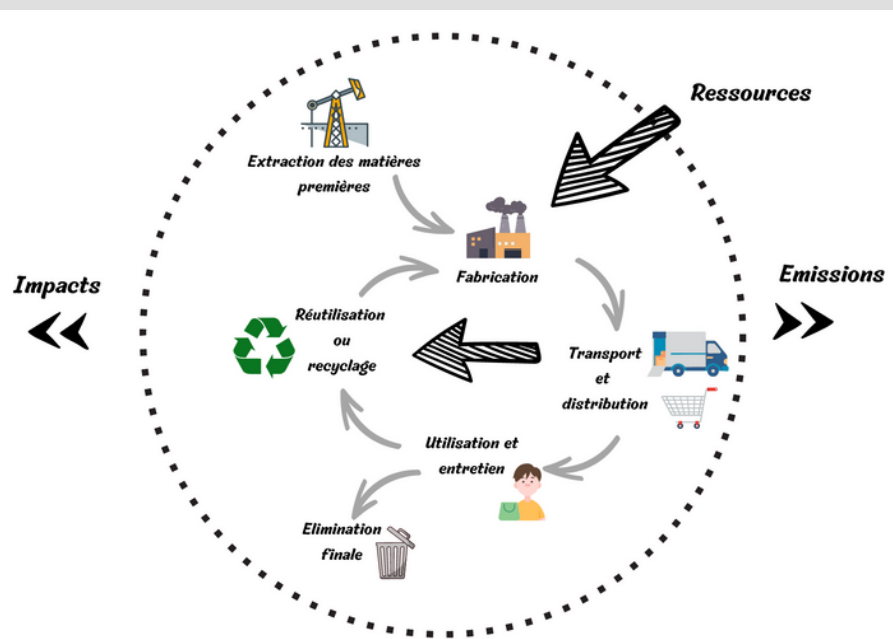 Ressources
Extraction des matières
premières
Fabrication
Impacts
Emissions
Réutilisation
ou
recyclage
Transport
et
distribution
Utilisation et
entretien
Elimination
finale